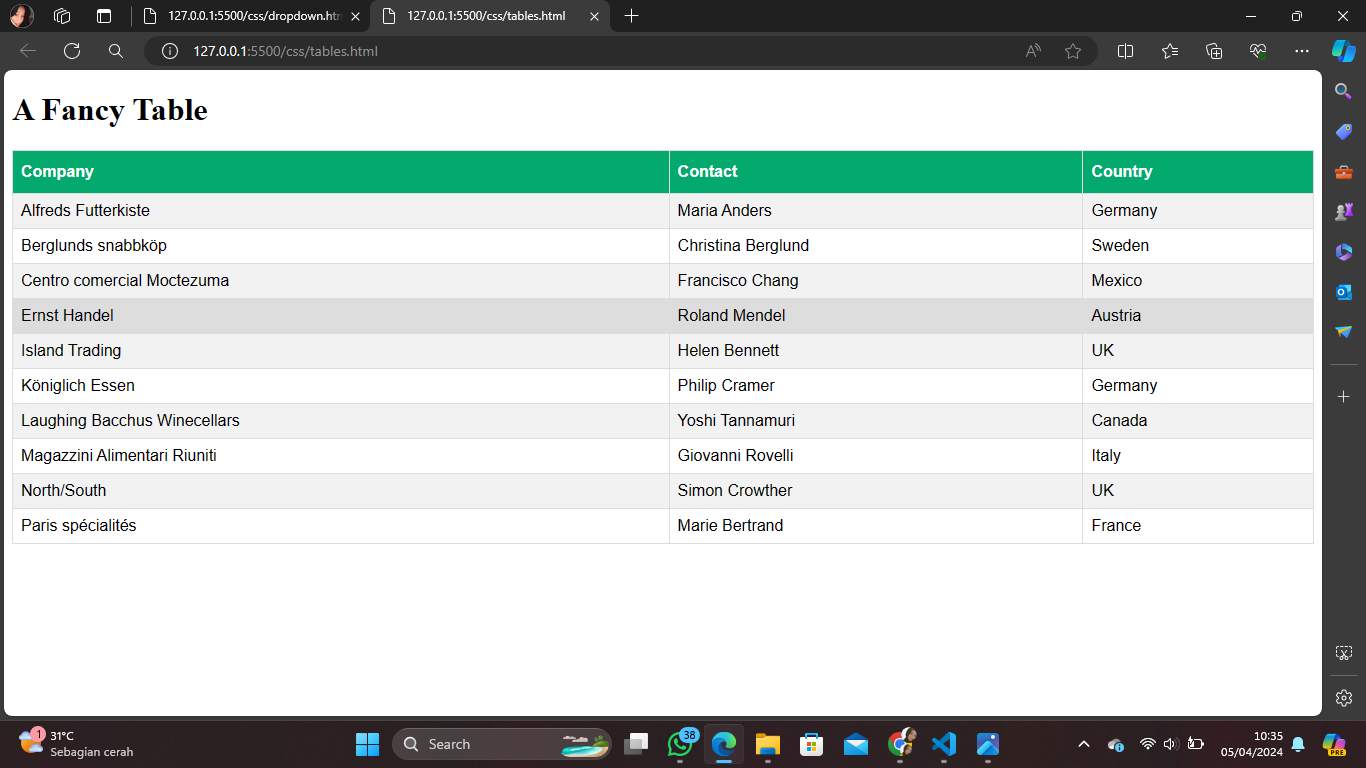 127.0.0.1:5500/css/dropdown.htm
127.0.0.1:5500/css/tables.html
127.0.0.1:5500/css/tables.html
A Fancy Table
Company Contact Country
Alfreds Futterkiste Maria Anders Germany
Berglunds snabbköp Christina Berglund Sweden
Centro comercial Moctezuma Francisco Chang Mexico
Ernst Handel Roland Mendel Austria
Island Trading Helen Bennett UK
Königlich Essen Philip Cramer Germany
Laughing Bacchus Winecellars Yoshi Tannamuri Canada
Magazzini Alimentari Riuniti Giovanni Rovelli Italy
North/South Simon Crowther UK
Paris spécialités Marie Bertrand France
1
31°C
Sebagian cerah
Search
38
10:35
05/04/2024
PRE